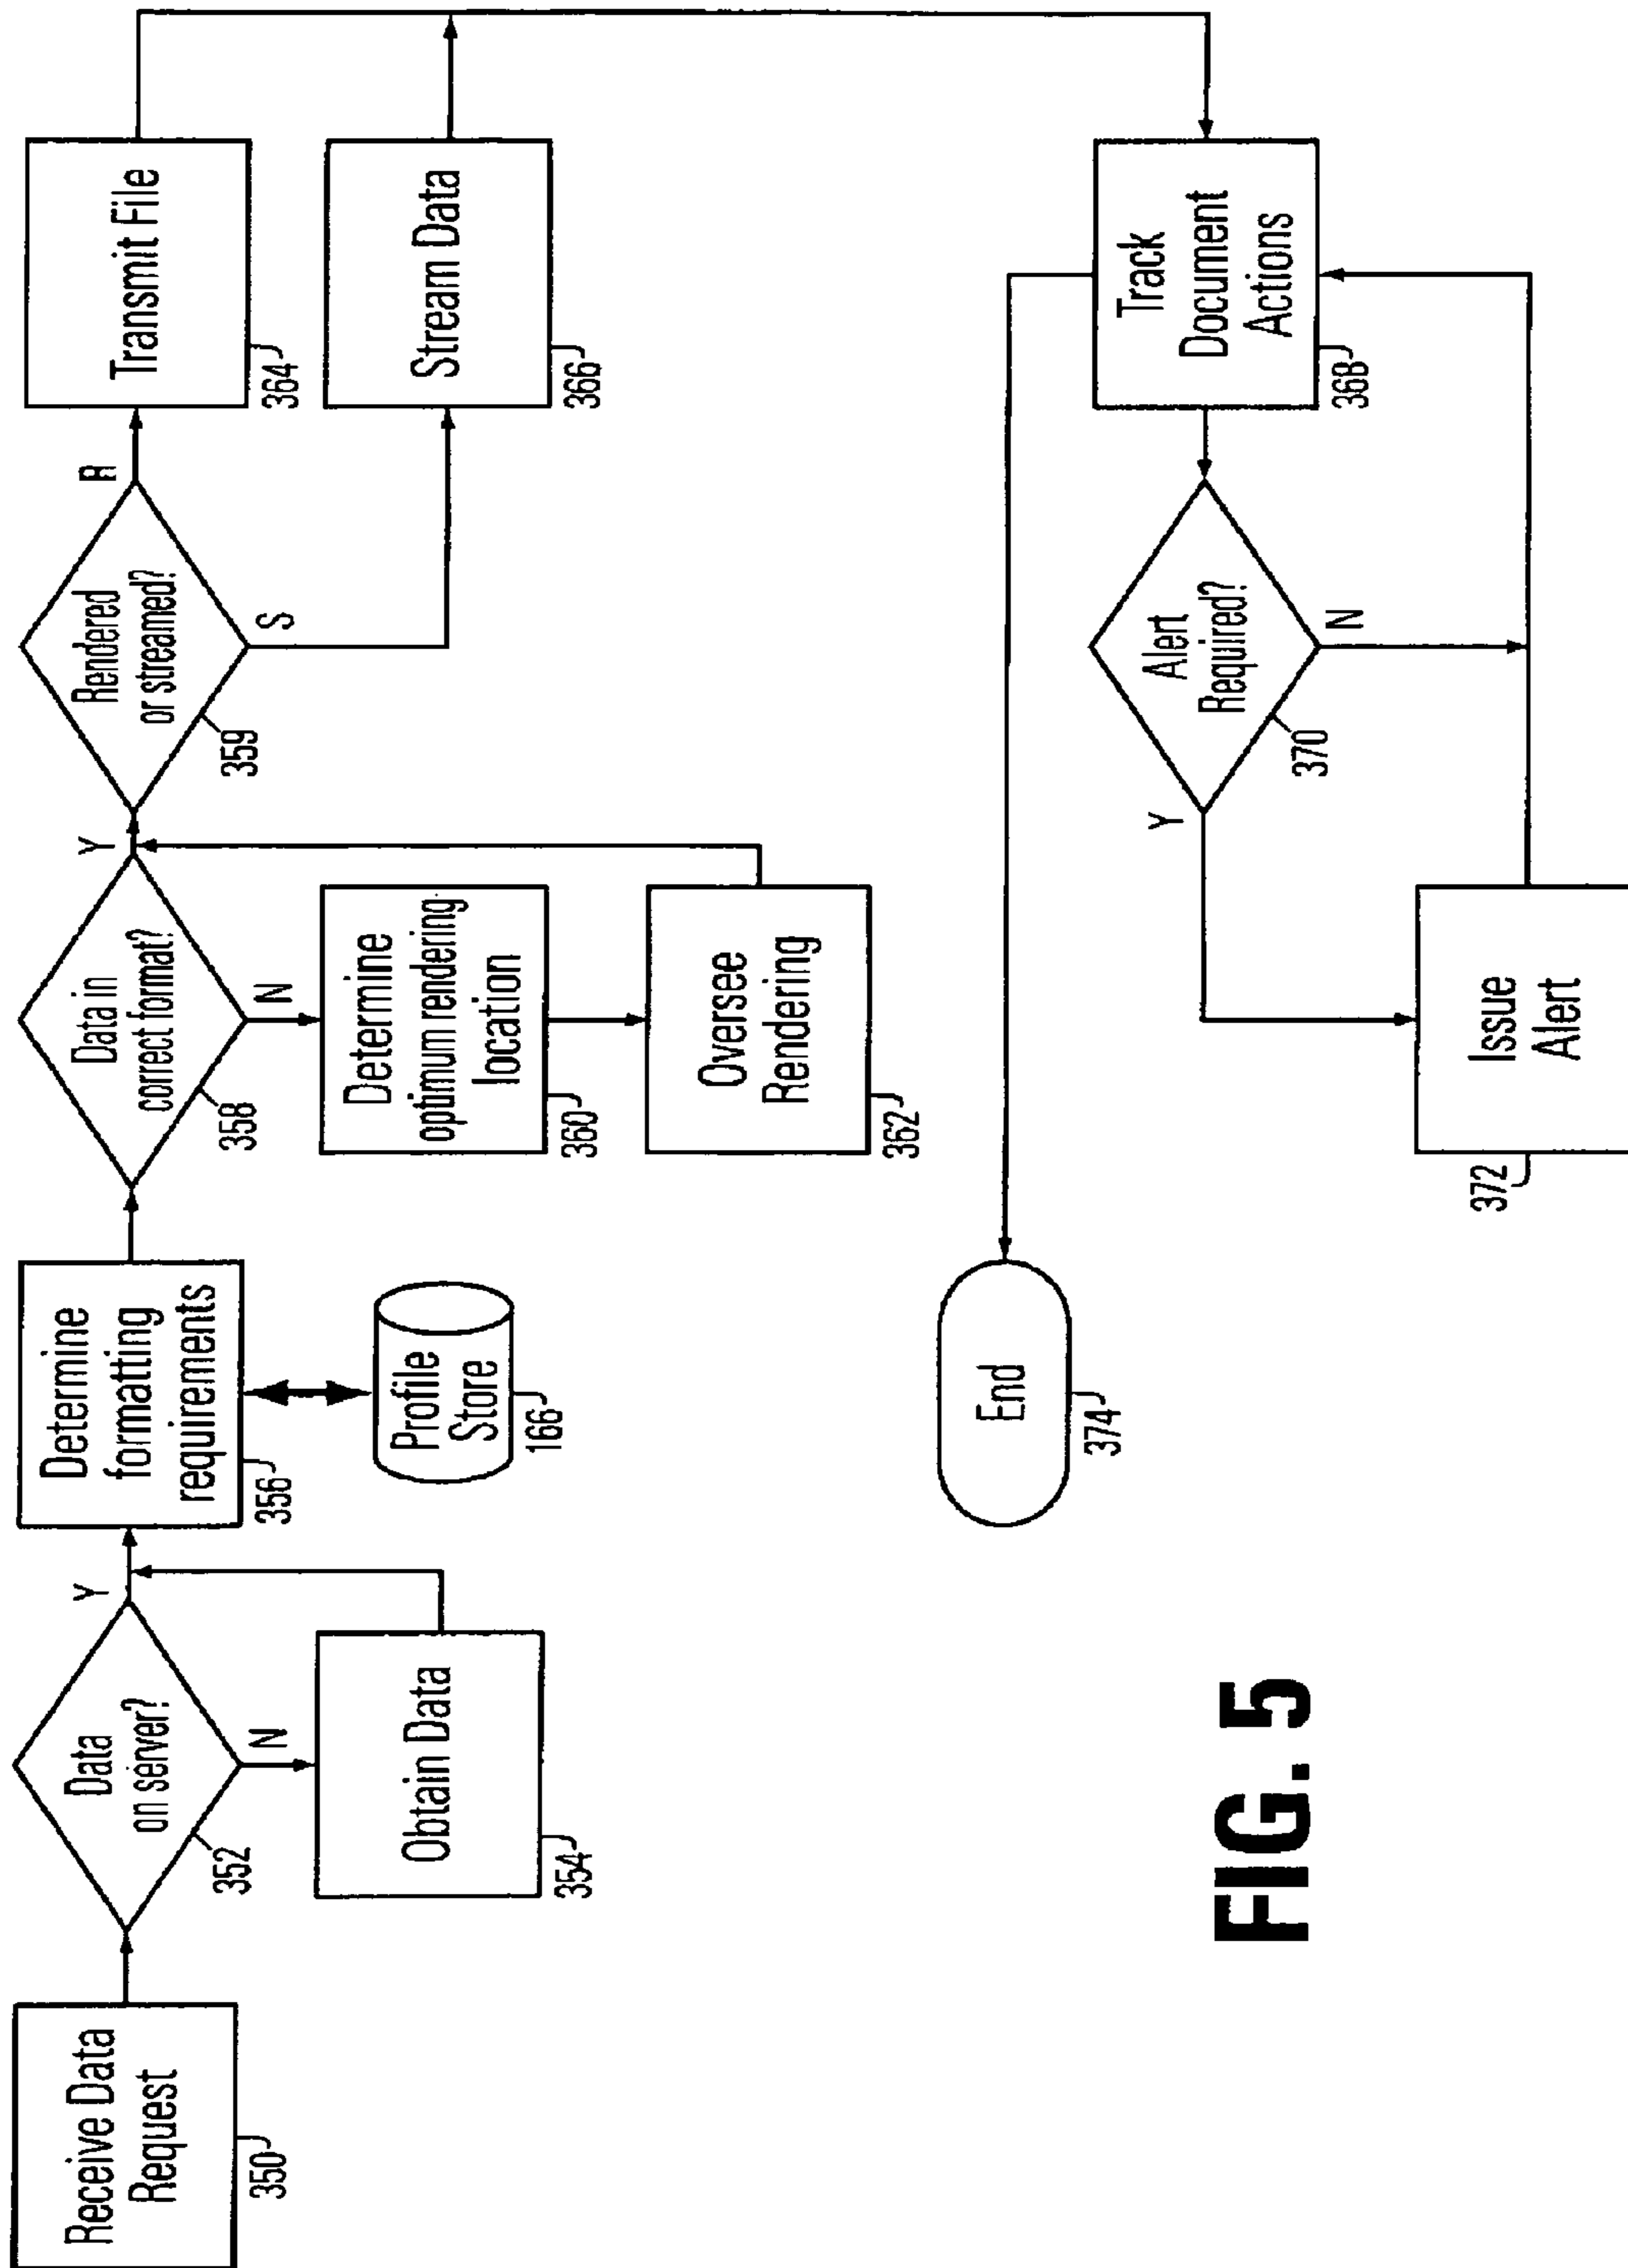 Receive Data
Request
350
Data
on server?
352
Y
N
Obtain Data
354
Determine
formatting
requirements
356
Profile
Store
166
Data in
correct format?
358
Y
N
Determine
optimum rendering
location
360
Oversee
Rendering
362
Rendered
or streamed?
359
R
S
Transmit File
364
Stream Data
366
Track
Document
Actions
368
Alert
Required?
370
Y
N
Issue
Alert
372
End
374
FIG. 5